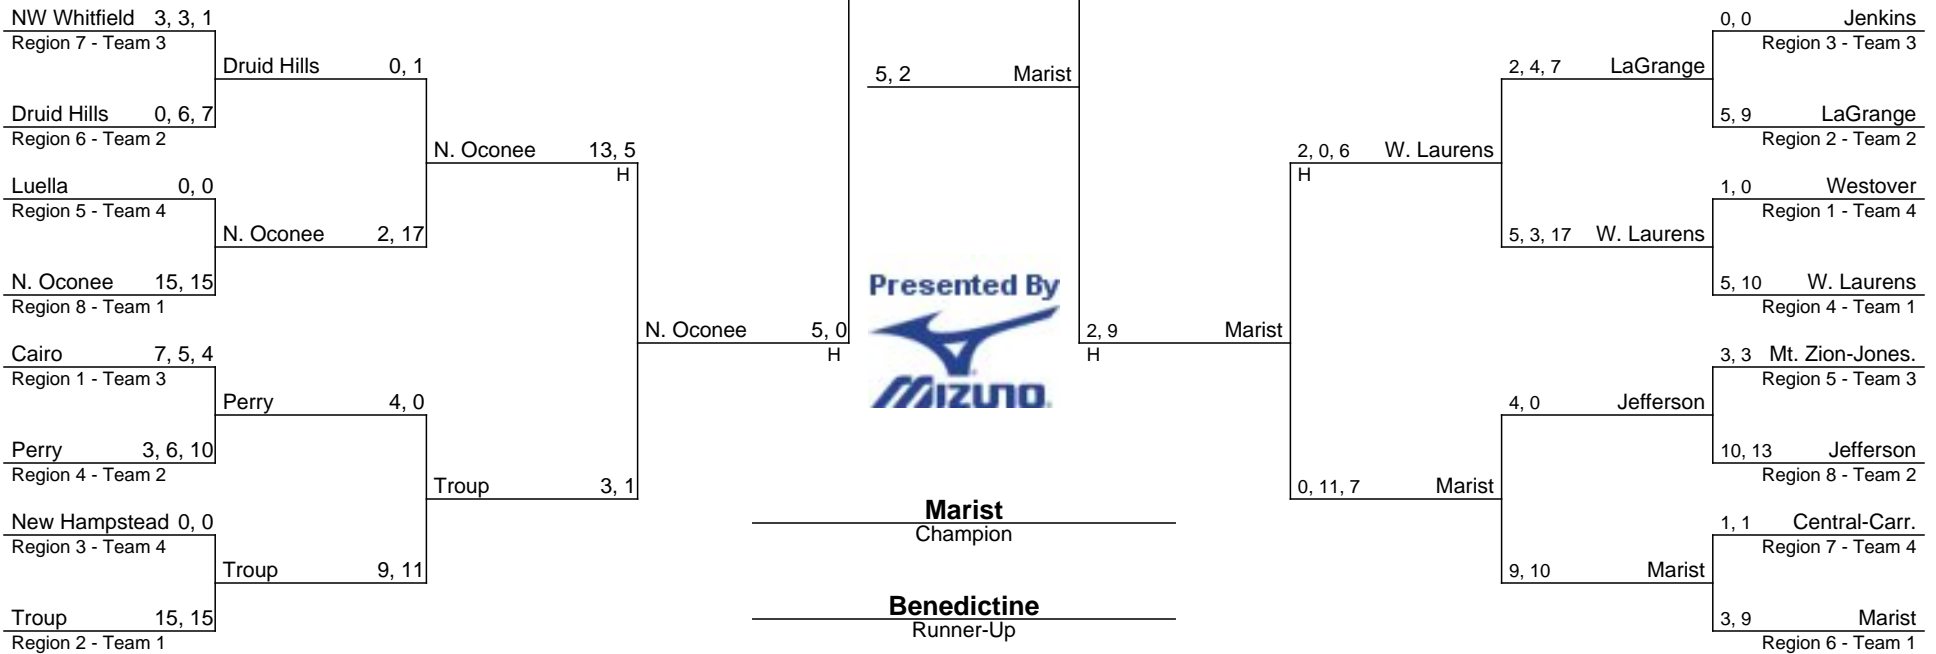 NW Whitfield 3, 3, 1
Region 7 - Team 3
Druid Hills 0, 1
Druid Hills 0, 6, 7
Region 6 - Team 2
N. Oconee 13, 5
H
Luella 0, 0
Region 5 - Team 4
N. Oconee 2, 17
N. Oconee 15, 15
Region 8 - Team 1
N. Oconee 5, 0
H
Cairo 7, 5, 4
Region 1 - Team 3
Perry 4, 0
Perry 3, 6, 10
Region 4 - Team 2
Troup 3, 1
New Hampstead 0, 0
Region 3 - Team 4
Troup 9, 11
Troup 15, 15
Region 2 - Team 1
5, 2 Marist
Presented By
MIZUNO
Marist
Champion
Benedictine
Runner-Up
2, 9 Marist
H
0, 0 Jenkins
Region 3 - Team 3
2, 4, 7 LaGrange
5, 9 LaGrange
Region 2 - Team 2
2, 0, 6 W. Laurens
H
1, 0 Westover
Region 1 - Team 4
5, 3, 17 W. Laurens
5, 10 W. Laurens
Region 4 - Team 1
3, 3 Mt. Zion-Jones.
Region 5 - Team 3
4, 0 Jefferson
10, 13 Jefferson
Region 8 - Team 2
0, 11, 7 Marist
1, 1 Central-Carr.
Region 7 - Team 4
9, 10 Marist
3, 9 Marist
Region 6 - Team 1